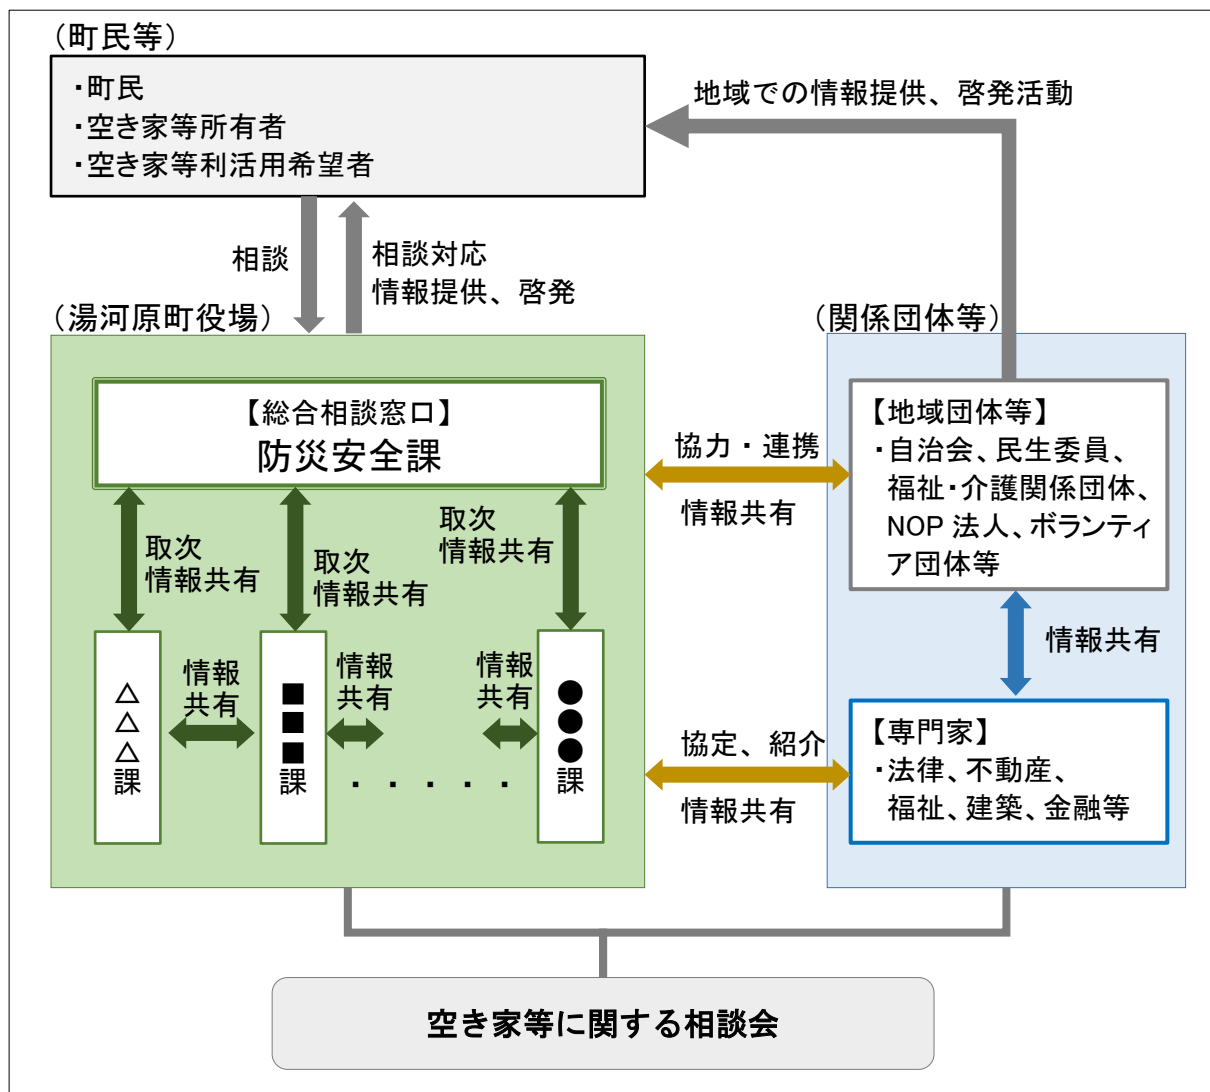 （町民等）
・町民
・空き家等所有者
・空き家等利活用希望者
地域での情報提供、啓発活動
相談
相談対応
情報提供、啓発
（湯河原町役場）
【総合相談窓口】
防災安全課
取次
情報共有
取次
情報共有
取次
情報共有
△△△課
情報
共有
■■■課
情報
共有
・・・・・
情報
共有
●●●課
協力・連携
情報共有
協定、紹介
情報共有
（関係団体等）
【地域団体等】
・自治会、民生委員、
福祉・介護関係団体、
NOP 法人、ボランティ
ア団体等
情報共有
【専門家】
・法律、不動産、
福祉、建築、金融等
空き家等に関する相談会